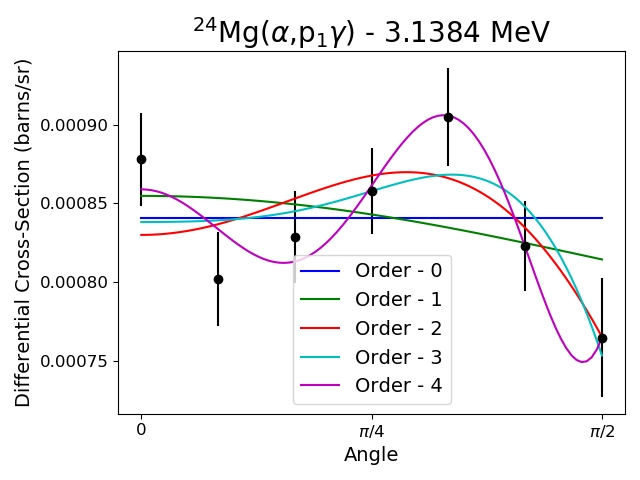 ²⁴Mg(α,p₁γ) - 3.1384 MeV
Differential Cross-Section (barns/sr)
0.00090
0.00085
0.00080
0.00075
Order - 0
Order - 1
Order - 2
Order - 3
Order - 4
0
π/4
π/2
Angle